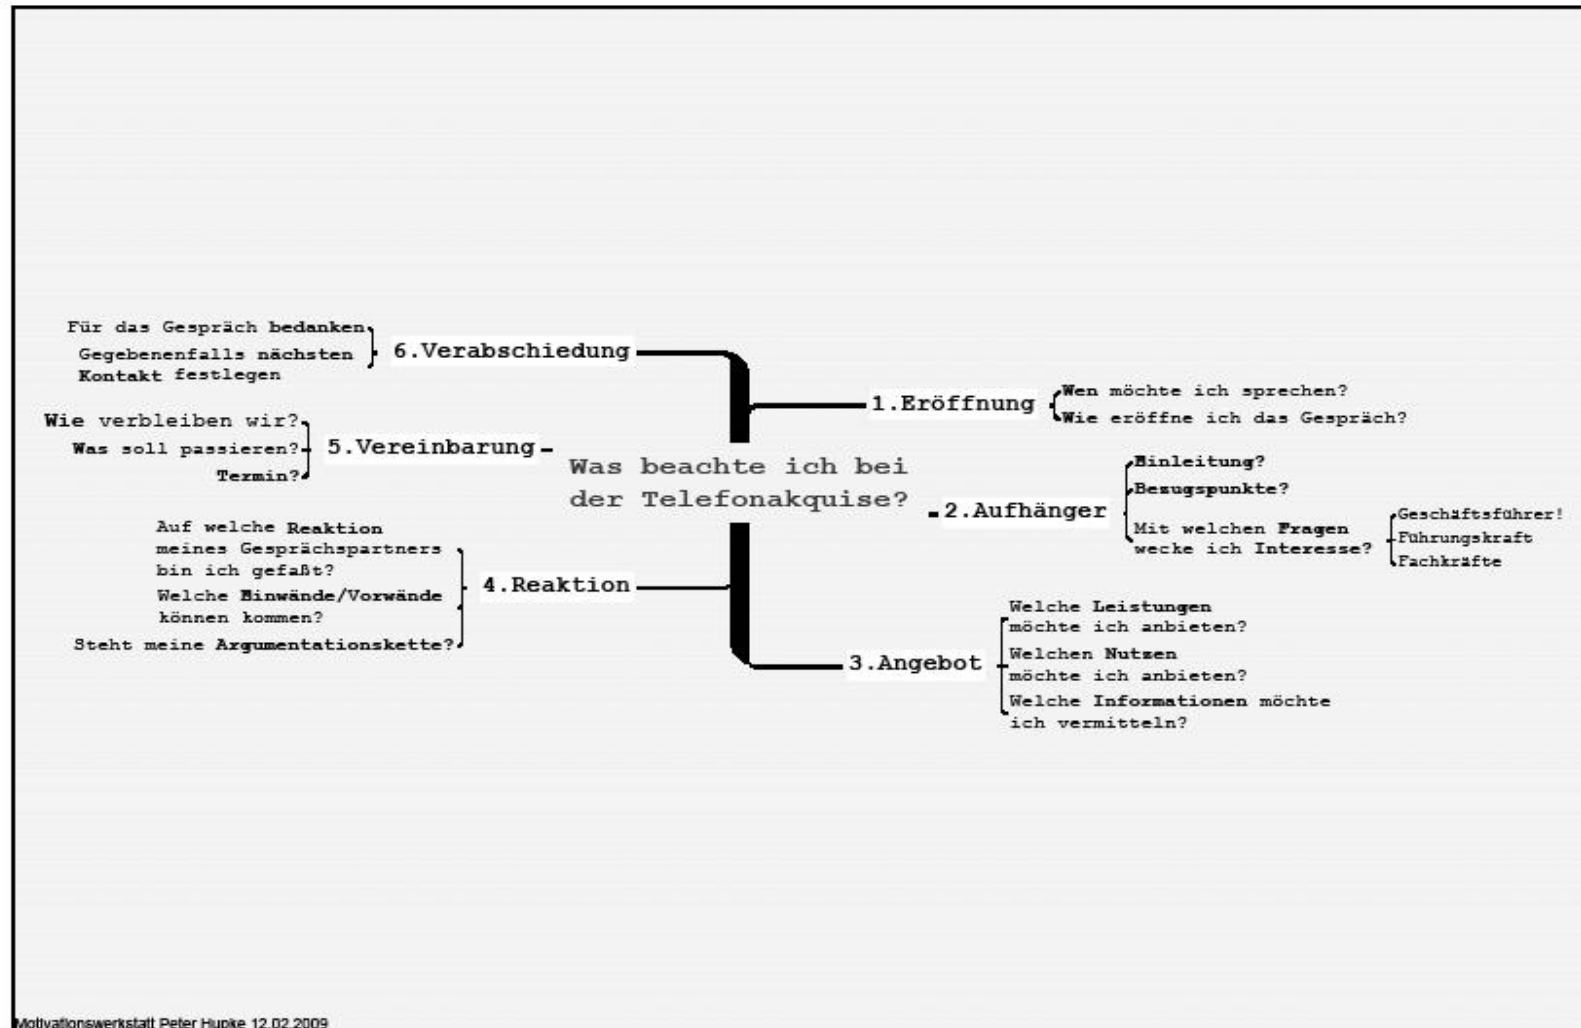 Was beachte ich bei
der Telefonakquise?
1.Eröffnung
Wen möchte ich sprechen?
Wie eröffne ich das Gespräch?
2.Aufhänger
Einleitung?
Bezugspunkte?
Mit welchen Fragen
wecke ich Interesse?
Geschäftsführer!
Führungskraft
Fachkräfte
3.Angebot
Welche Leistungen
möchte ich anbieten?
Welchen Nutzen
möchte ich anbieten?
Welche Informationen möchte
ich vermitteln?
4.Reaktion
Auf welche Reaktion
meines Gesprächspartners
bin ich gefaßt?
Welche Einwände/Vorwände
können kommen?
Steht meine Argumentationskette?
5.Vereinbarung
Wie verbleiben wir?
Was soll passieren?
Termin?
6.Verabschiedung
Für das Gespräch bedanken
Gegebenenfalls nächsten
Kontakt festlegen
Motivationswerkstatt Peter Hupke 12.02.2009